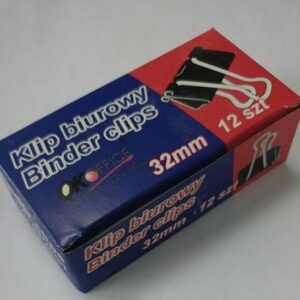 Klip biurowy
Binder clips
OKOFFICE
32mm
12 szt
Klip biurowy
Binder clips
32mm
12 szt